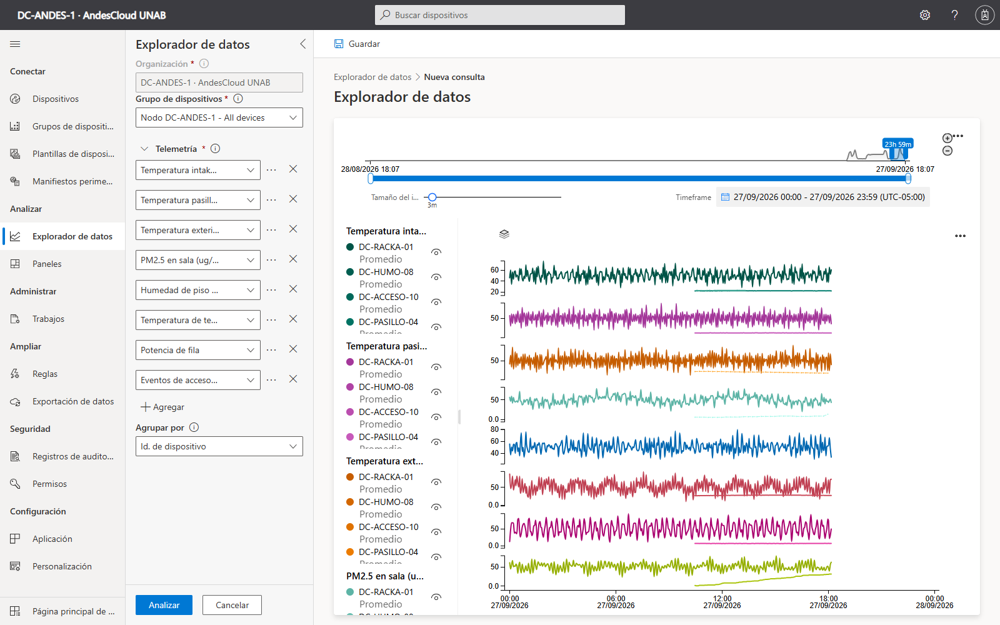 DC-ANDES-1 · AndesCloud UNAB
Buscar dispositivos
Conectar
Dispositivos
Grupos de dispositi...
Plantillas de disposi...
Manifiestos perime...
Analizar
Explorador de datos
Paneles
Administrar
Trabajos
Ampliar
Reglas
Exportación de datos
Seguridad
Registros de audito...
Permisos
Configuración
Aplicación
Personalización
Página principal de ...
Explorador de datos
Organización *
DC-ANDES-1 · AndesCloud UNAB
Grupo de dispositivos *
Nodo DC-ANDES-1 - All devices
Telemetría *
Temperatura intak...
Temperatura pasill...
Temperatura exteri...
PM2.5 en sala (ug/...
Humedad de piso ...
Temperatura de te...
Potencia de fila
Eventos de acceso...
Agregar
Agrupar por
Id. de dispositivo
Analizar
Cancelar
Guardar
Explorador de datos > Nueva consulta
Explorador de datos
23h 59m
28/08/2026 18:07
27/09/2026 18:07
Tamaño del i...
3m
Timeframe
27/09/2026 00:00 - 27/09/2026 23:59 (UTC-05:00)
Temperatura inta...
DC-RACKA-01
Promedio
DC-HUMO-08
Promedio
DC-ACCESO-10
Promedio
DC-PASILLO-04
Promedio
Temperatura pasi...
DC-RACKA-01
Promedio
DC-HUMO-08
Promedio
DC-ACCESO-10
Promedio
DC-PASILLO-04
Promedio
Temperatura ext...
DC-RACKA-01
Promedio
DC-HUMO-08
Promedio
DC-ACCESO-10
Promedio
DC-PASILLO-04
Promedio
PM2.5 en sala (u...
DC-RACKA-01
Promedio
DC-HUMO-08
60
40
20
50
50
50
0.0
80
60
40
50
0.0
50
0.0
50
0.0
00:00
27/09/2026
06:00
27/09/2026
12:00
27/09/2026
18:00
27/09/2026
00:00
28/09/2026